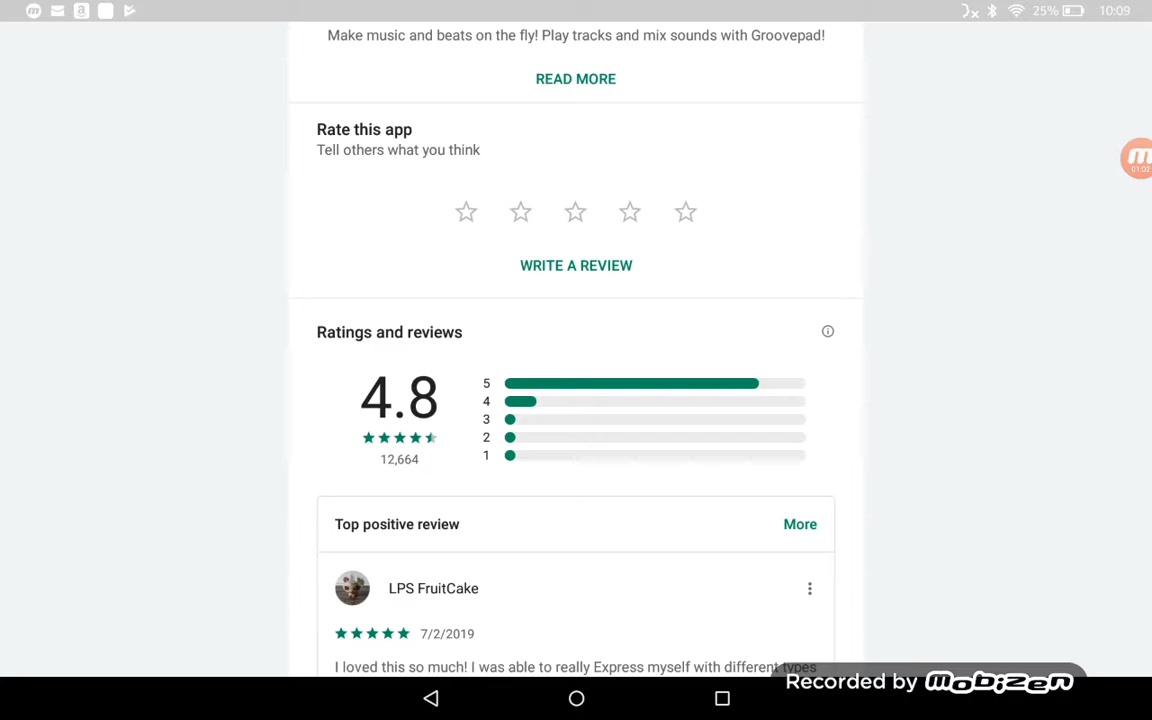 25% 10:09
Make music and beats on the fly! Play tracks and mix sounds with Groovepad!
READ MORE
Rate this app
Tell others what you think
01:02
WRITE A REVIEW
Ratings and reviews
4.8
12,664
5
4
3
2
1
Top positive review More
LPS FruitCake
7/2/2019
I loved this so much! I was able to really Express myself with different types
Recorded by mobizen